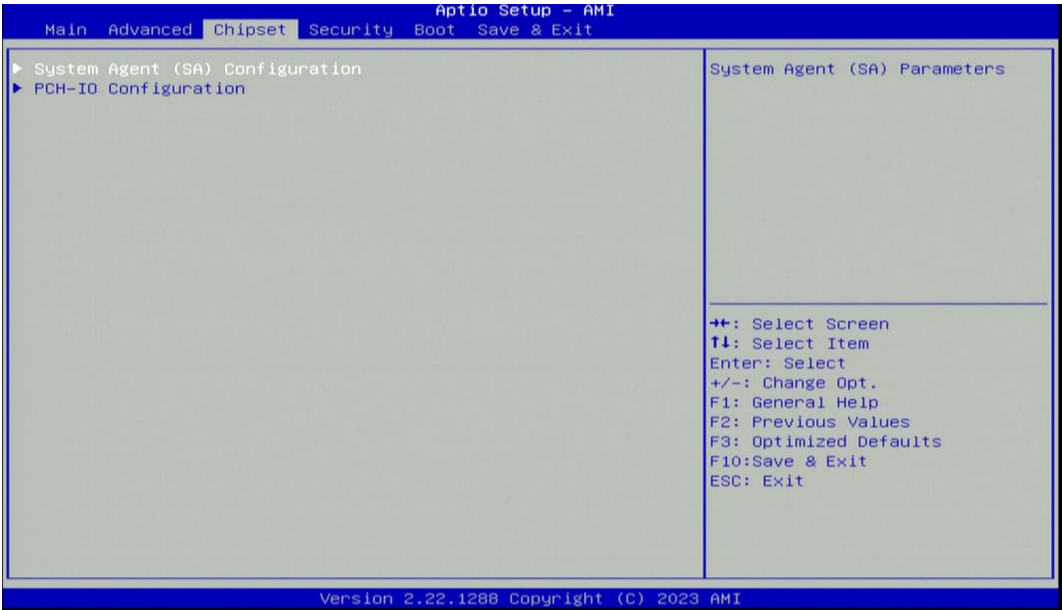 Aptio Setup – AMI
Main Advanced Chipset Security Boot Save & Exit
▶ System Agent (SA) Configuration
▶ PCH-IO Configuration
System Agent (SA) Parameters
→←: Select Screen
↑↓: Select Item
Enter: Select
+/-: Change Opt.
F1: General Help
F2: Previous Values
F3: Optimized Defaults
F10:Save & Exit
ESC: Exit
Version 2.22.1288 Copyright (C) 2023 AMI